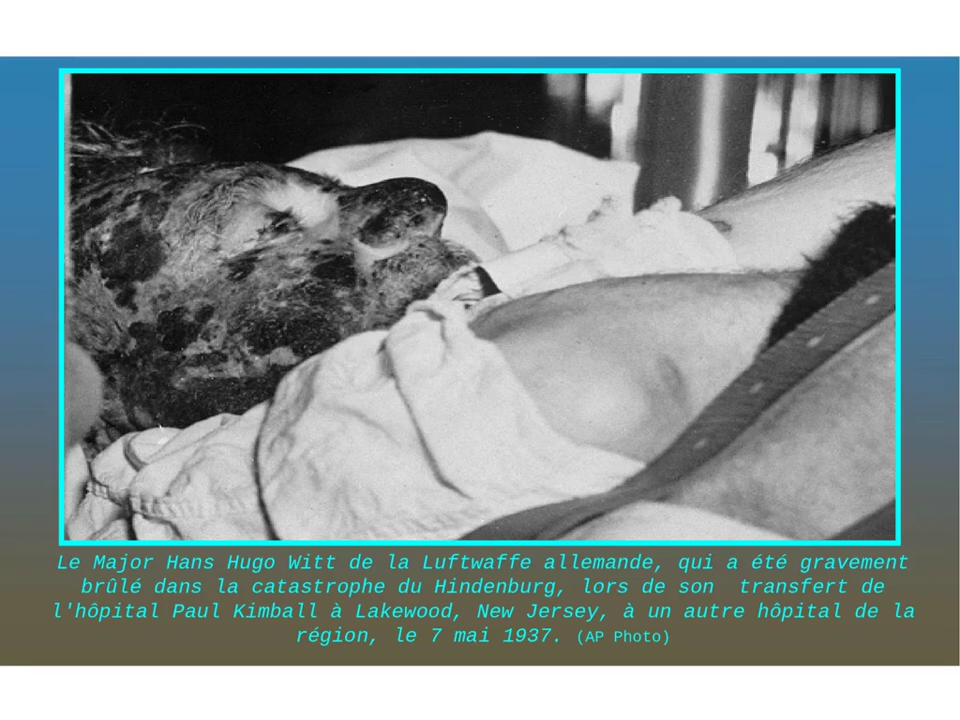 Le Major Hans Hugo Witt de la Luftwaffe allemande, qui a été gravement
brûlé dans la catastrophe du Hindenburg, lors de son transfert de
l'hôpital Paul Kimball à Lakewood, New Jersey, à un autre hôpital de la
région, le 7 mai 1937. (AP Photo)